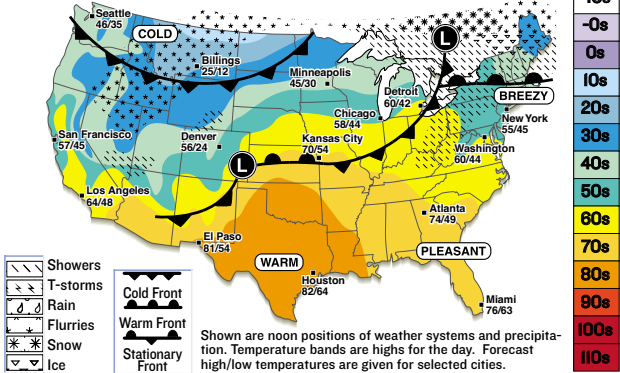 Seattle
46/35
COLD
Billings
25/12
Minneapolis
45/30
L
Detroit
60/42
BREEZY
Chicago
58/44
New York
55/45
San Francisco
57/45
Denver
56/24
Kansas City
70/54
Washington
60/44
L
Los Angeles
64/48
Atlanta
74/49
El Paso
81/54
PLEASANT
WARM
Houston
82/64
Miami
76/63
Showers
T-storms
Rain
Flurries
Snow
Ice
Cold Front
Warm Front
Stationary
Front
Shown are noon positions of weather systems and precipita-
tion. Temperature bands are highs for the day. Forecast
high/low temperatures are given for selected cities.
-0s
0s
10s
20s
30s
40s
50s
60s
70s
80s
90s
100s
110s